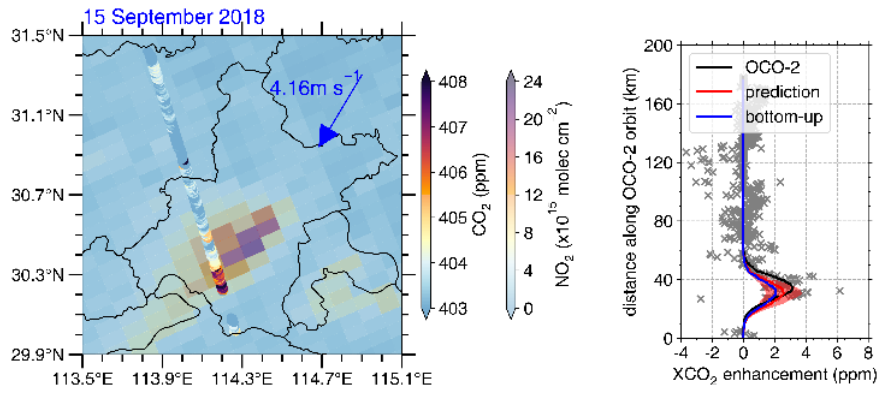 15 September 2018
31.5°N
31.1°N
30.7°N
30.3°N
29.9°N
113.5°E 113.9°E 114.3°E 114.7°E 115.1°E
4.16m s⁻¹
408
407
406
405
404
403
CO₂ (ppm)
24
20
16
12
8
4
0
NO₂ (x10¹⁵ molec cm⁻²)
OCO-2
prediction
bottom-up
200
160
120
80
40
0
distance along OCO-2 orbit (km)
-4 -2 0 2 4 6 8
XCO₂ enhancement (ppm)